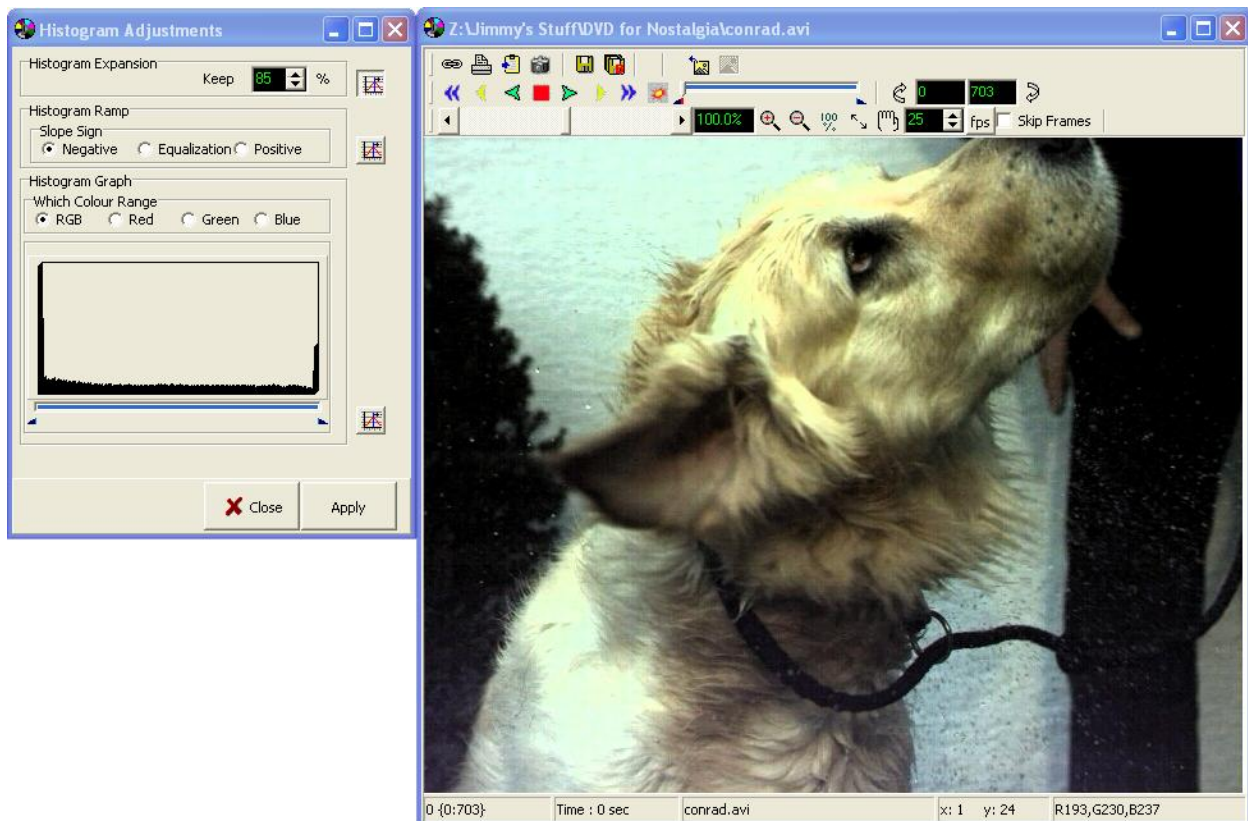 Histogram Adjustments
Histogram Expansion
Keep 85 %
Histogram Ramp
Slope Sign
Negative Equalization Positive
Histogram Graph
Which Colour Range
RGB Red Green Blue
Close Apply
Z:\Jimmy's Stuff\DVD for Nostalgia\conrad.avi
0 703
100.0% 100% 25 fps Skip Frames
0 {0:703} Time : 0 sec conrad.avi x: 1 y: 24 R193,G230,B237